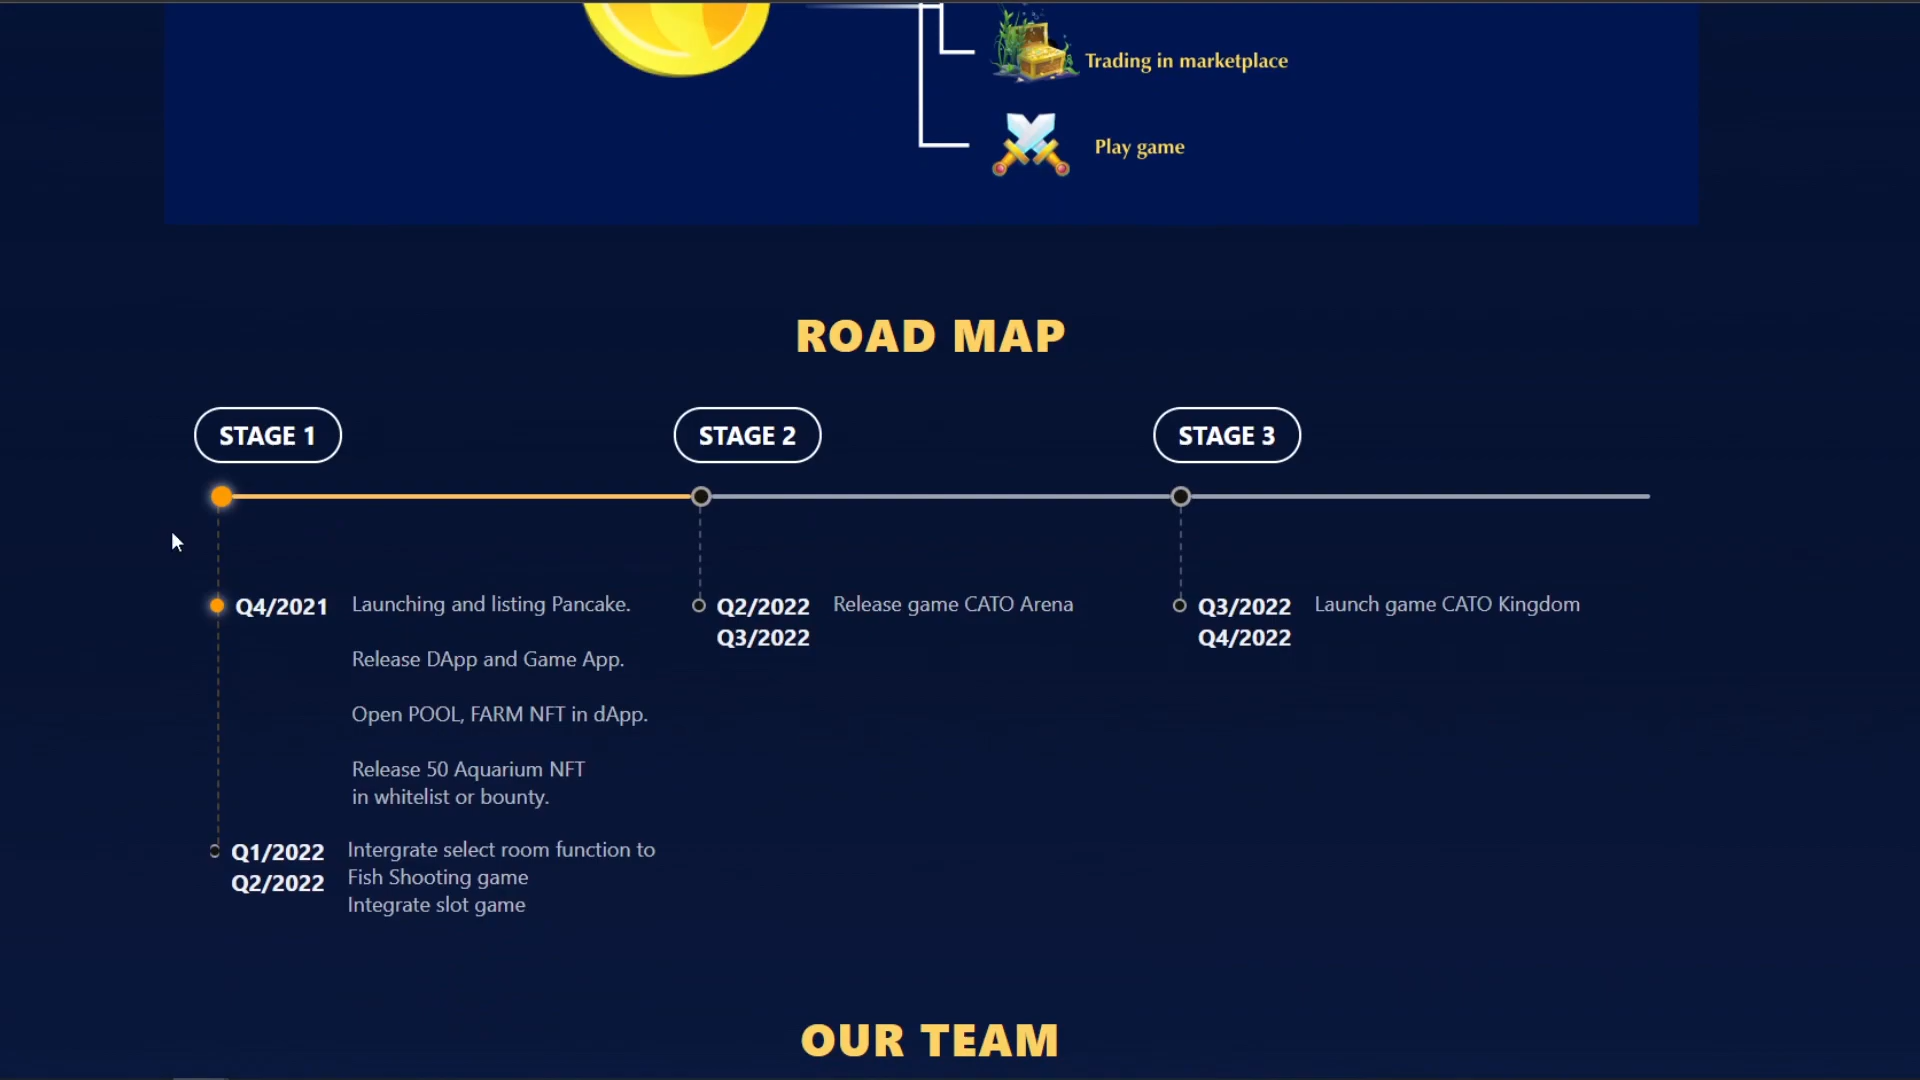 Trading in marketplace
Play game
ROAD MAP
STAGE 1
STAGE 2
STAGE 3
Q4/2021
Launching and listing Pancake.
Release DApp and Game App.
Open POOL, FARM NFT in dApp.
Release 50 Aquarium NFT
in whitelist or bounty.
Q1/2022
Q2/2022
Intergrate select room function to
Fish Shooting game
Integrate slot game
Q2/2022
Q3/2022
Release game CATO Arena
Q3/2022
Q4/2022
Launch game CATO Kingdom
OUR TEAM